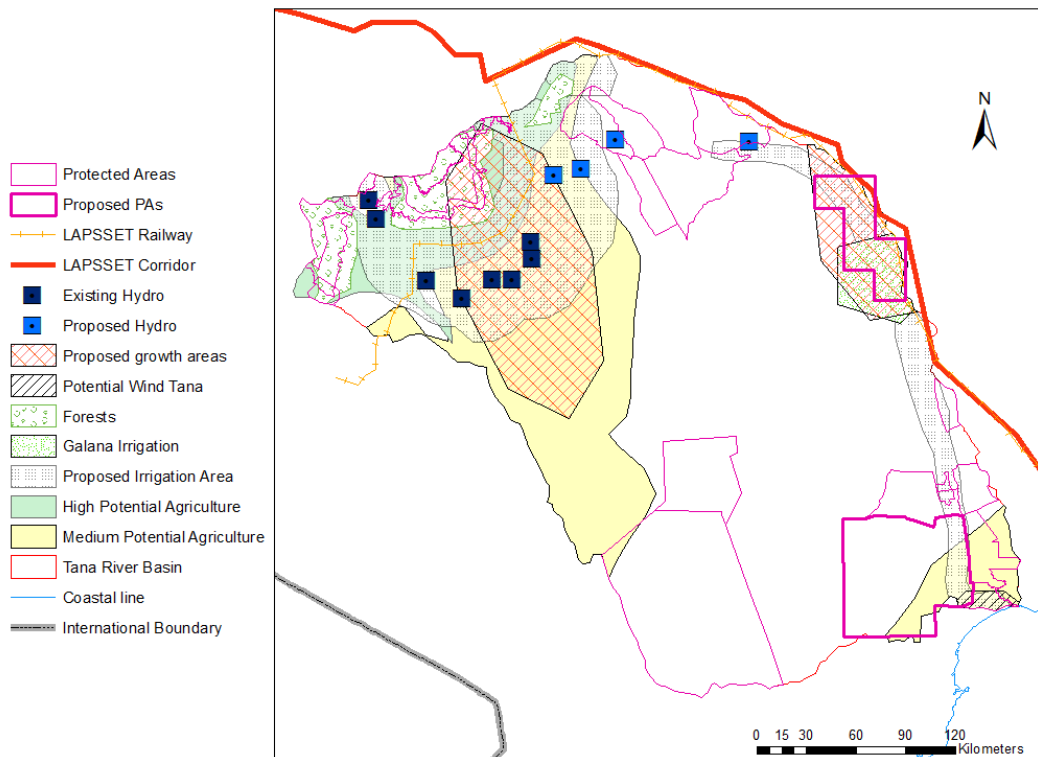 N
Protected Areas
Proposed PAs
LAPSSET Railway
LAPSSET Corridor
Existing Hydro
Proposed Hydro
Proposed growth areas
Potential Wind Tana
Forests
Galana Irrigation
Proposed Irrigation Area
High Potential Agriculture
Medium Potential Agriculture
Tana River Basin
Coastal line
International Boundary
0 15 30 60 90 120
Kilometers